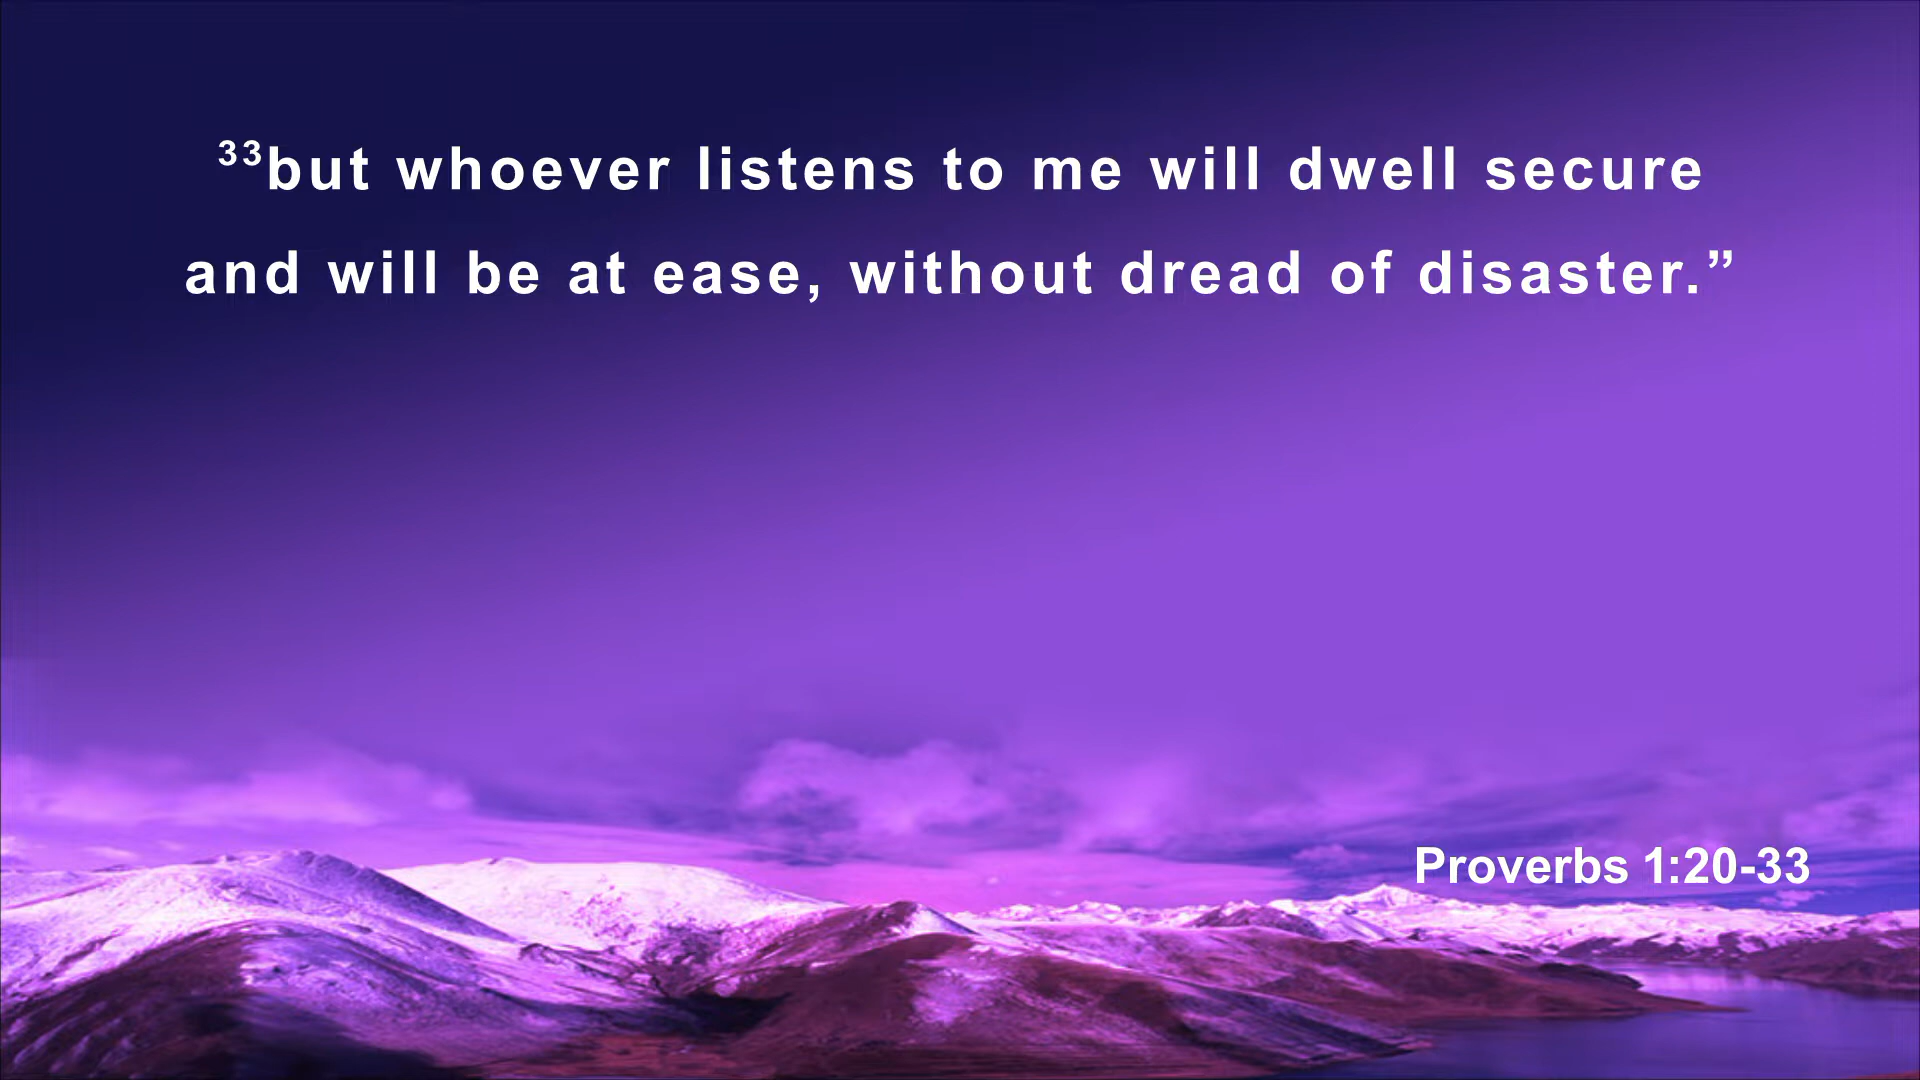 ³³but whoever listens to me will dwell secure
and will be at ease, without dread of disaster.”
Proverbs 1:20-33